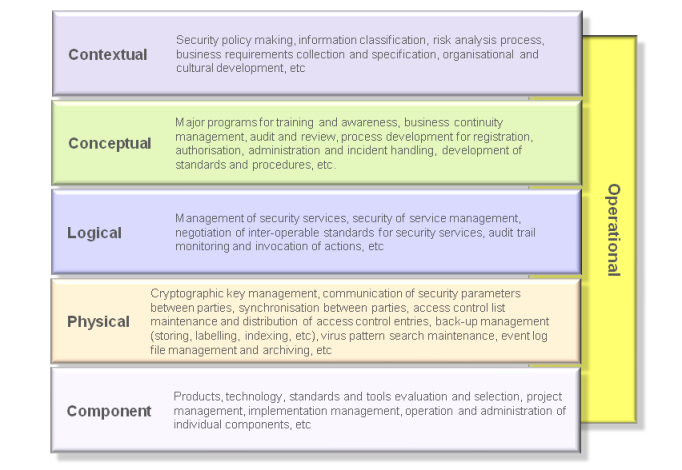 Contextual
Security policy making, information classification, risk analysis process,
business requirements collection and specification, organisational and
cultural development, etc
Conceptual
Major programs for training and awareness, business continuity
management, audit and review, process development for registration,
authorisation, administration and incident handling, development of
standards and procedures, etc.
Logical
Management of security services, security of service management,
negotiation of inter-operable standards for security services, audit trail
monitoring and invocation of actions, etc
Physical
Cryptographic key management, communication of security parameters
between parties, synchronisation between parties, access control list
maintenance and distribution of access control entries, back-up management
(storing, labelling, indexing, etc), virus pattern search maintenance, event log
file management and archiving, etc
Component
Products, technology, standards and tools evaluation and selection, project
management, implementation management, operation and administration of
individual components, etc
Operational